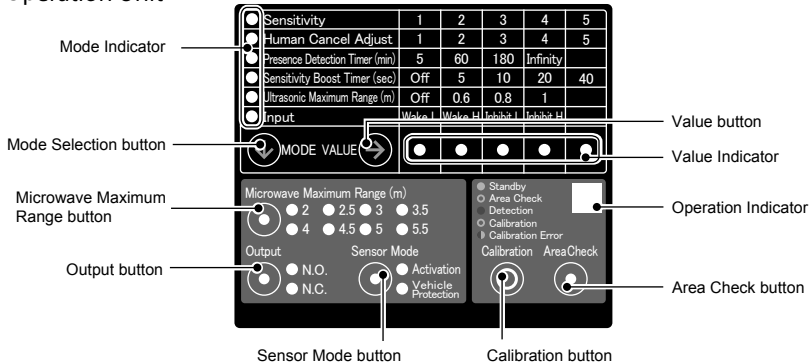 Operation Unit
Mode Indicator
Sensitivity 1 2 3 4 5
Human Cancel Adjust 1 2 3 4 5
Presence Detection Timer (min) 5 60 180 Infinity
Sensitivity Boost Timer (sec) Off 5 10 20 40
Ultrasonic Maximum Range (m) Off 0.6 0.8 1
Input Wake L Wake H Inhibit L Inhibit H
Mode Selection button
MODE VALUE
Value button
Value Indicator
Microwave Maximum
Range button
Microwave Maximum Range (m)
2 2.5 3 3.5
4 4.5 5 5.5
Standby
Area Check
Detection
Calibration
Calibration Error
Operation Indicator
Output button
Output
N.O.
N.C.
Sensor Mode
Activation
Vehicle
Protection
Calibration AreaCheck
Area Check button
Sensor Mode button
Calibration button